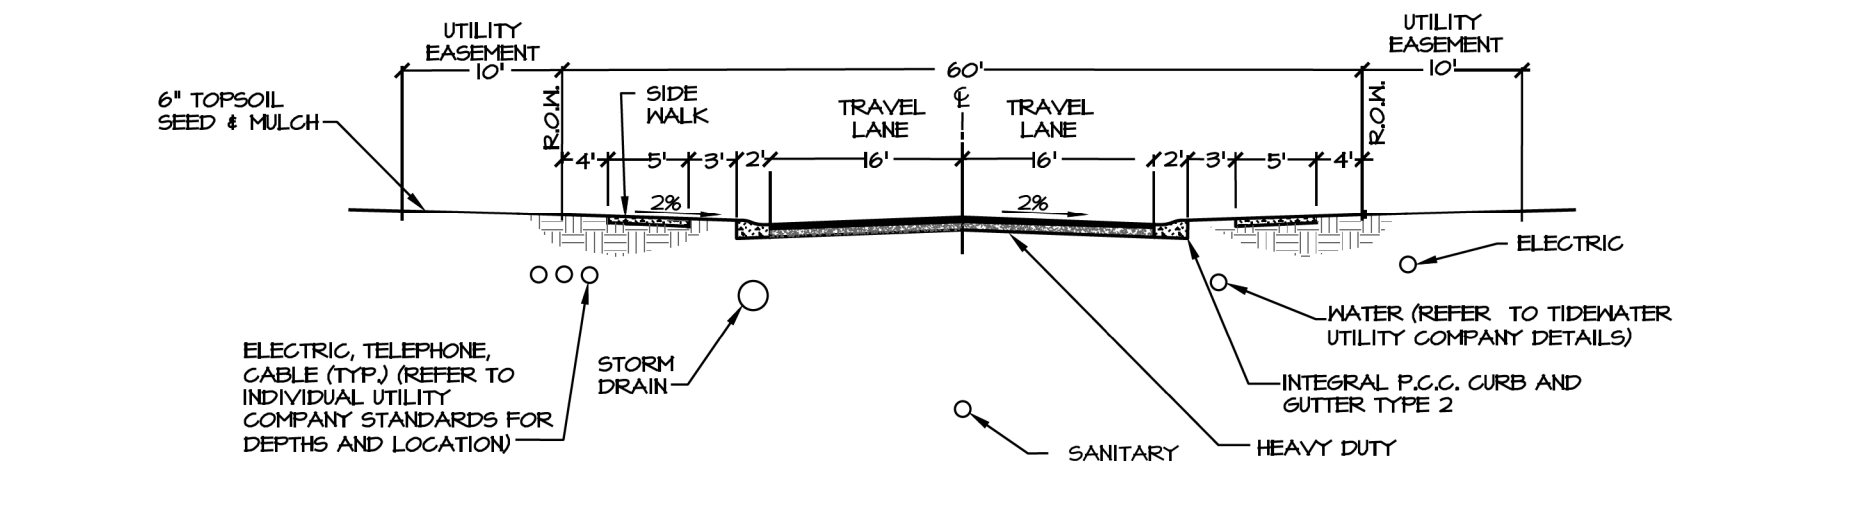 UTILITY
EASEMENT
10'
60'
UTILITY
EASEMENT
10'
6" TOPSOIL
SEED & MULCH
R.O.W.
SIDE
WALK
TRAVEL
LANE
℄
TRAVEL
LANE
R.O.W.
4' 5' 3' 2' 16' 16' 2' 3' 5' 4'
2%
2%
ELECTRIC
WATER (REFER TO TIDEWATER
UTILITY COMPANY DETAILS)
ELECTRIC, TELEPHONE,
CABLE (TYP.) (REFER TO
INDIVIDUAL UTILITY
COMPANY STANDARDS FOR
DEPTHS AND LOCATION)
STORM
DRAIN
INTEGRAL P.C.C. CURB AND
GUTTER TYPE 2
SANITARY
HEAVY DUTY